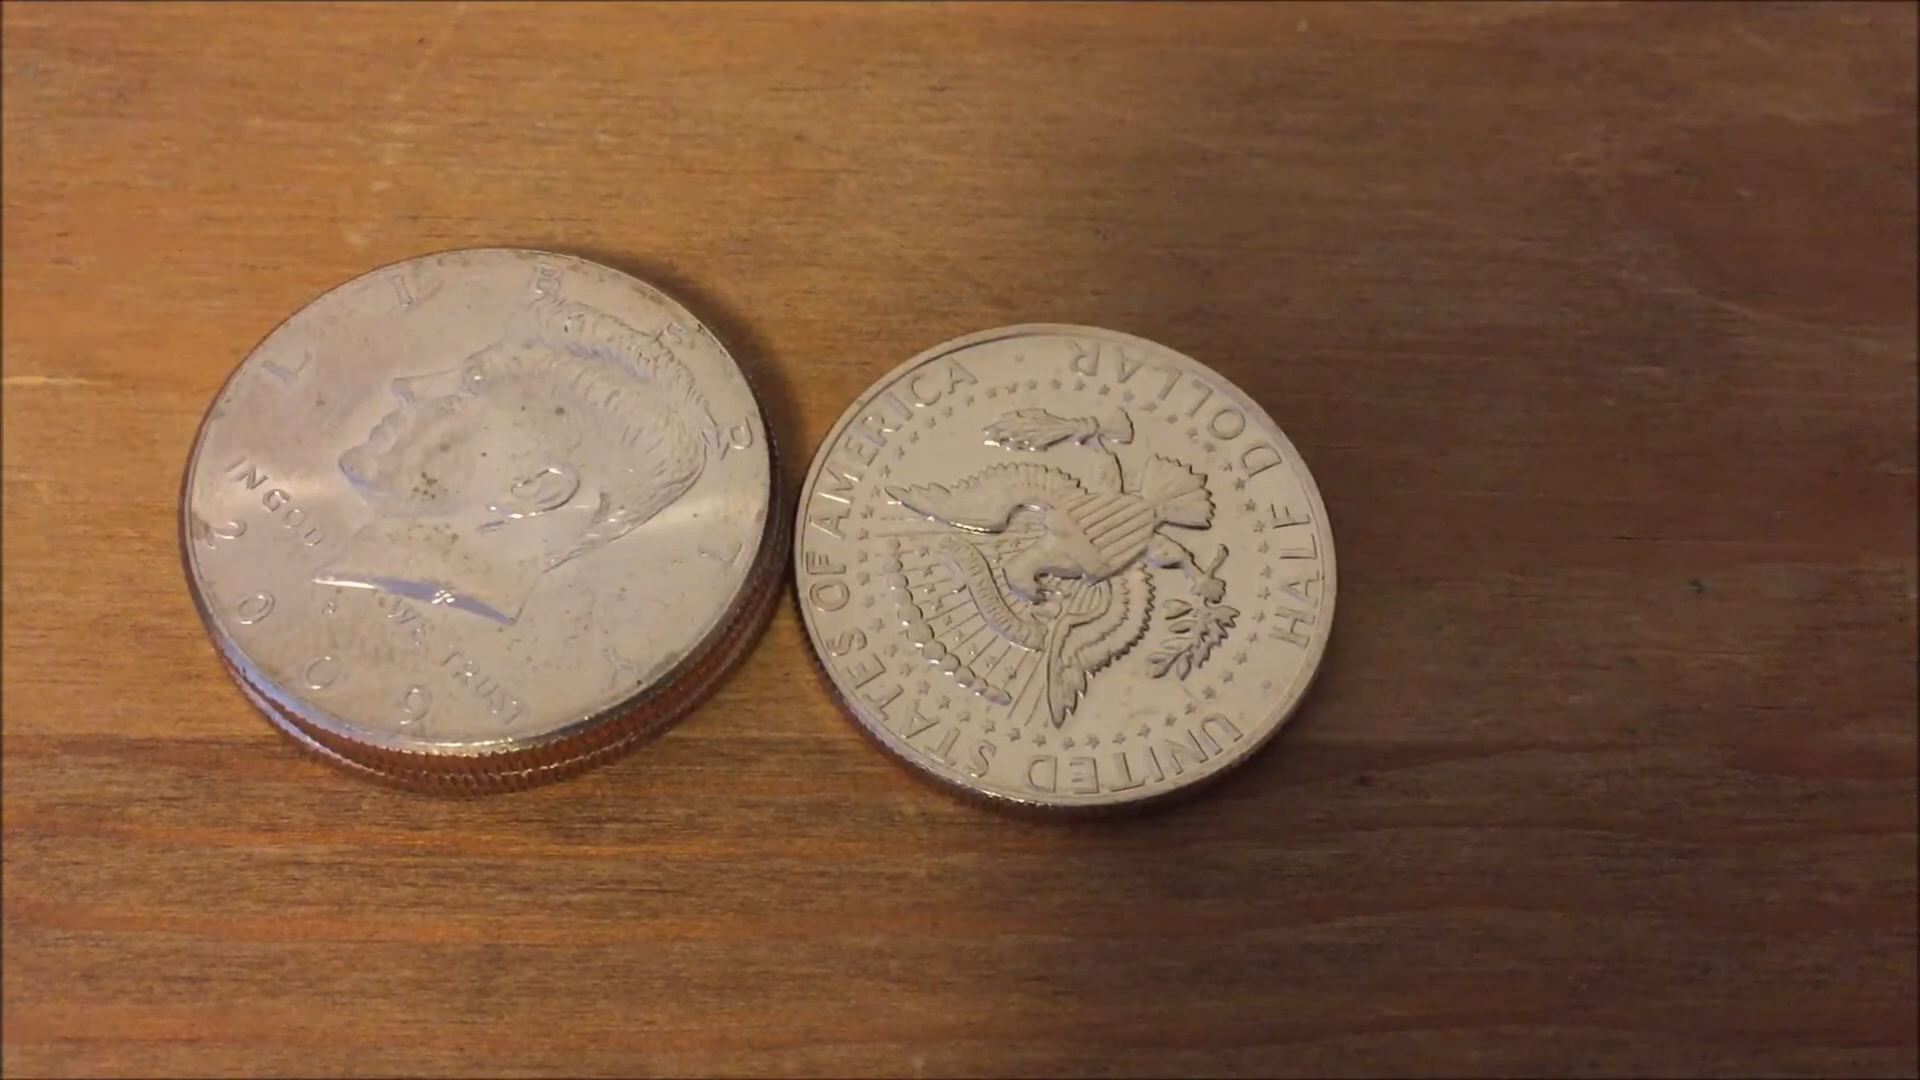 LIBERTY
IN GOD
WE TRUST
2009
UNITED STATES OF AMERICA
HALF DOLLAR